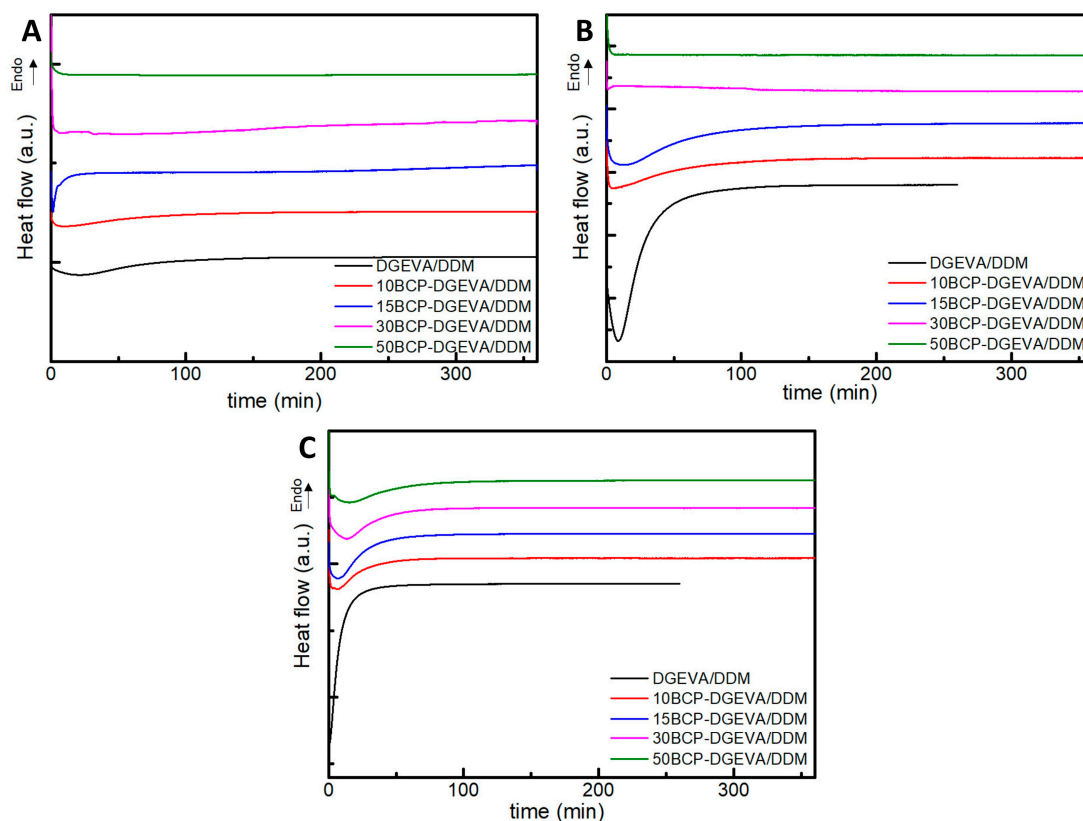 A
Endo
Heat flow (a.u.)
DGEVA/DDM
10BCP-DGEVA/DDM
15BCP-DGEVA/DDM
30BCP-DGEVA/DDM
50BCP-DGEVA/DDM
0 100 200 300
time (min)
B
Endo
Heat flow (a.u.)
DGEVA/DDM
10BCP-DGEVA/DDM
15BCP-DGEVA/DDM
30BCP-DGEVA/DDM
50BCP-DGEVA/DDM
0 100 200 300
time (min)
C
Endo
Heat flow (a.u.)
DGEVA/DDM
10BCP-DGEVA/DDM
15BCP-DGEVA/DDM
30BCP-DGEVA/DDM
50BCP-DGEVA/DDM
0 100 200 300
time (min)